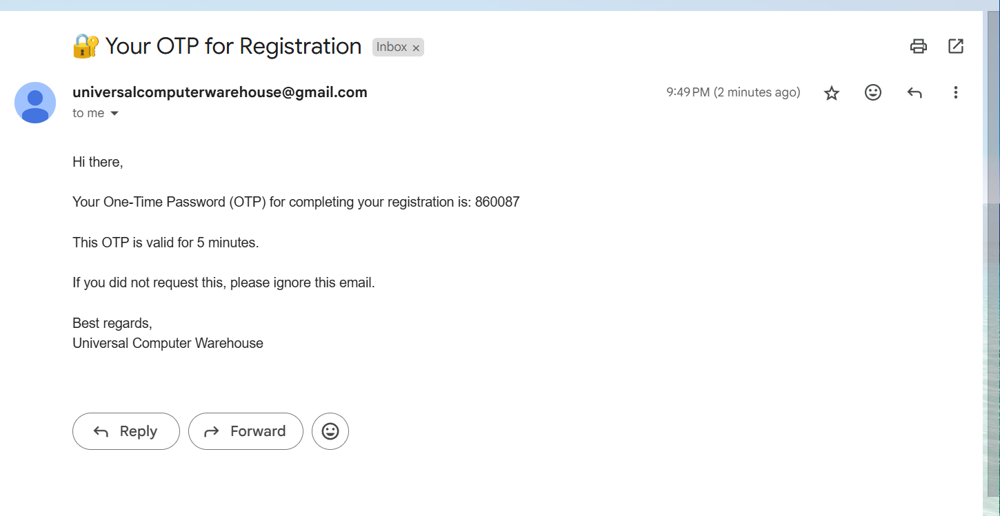 🔐 Your OTP for Registration Inbox x
universalcomputerwarehouse@gmail.com 9:49 PM (2 minutes ago)
to me
Hi there,
Your One-Time Password (OTP) for completing your registration is: 860087
This OTP is valid for 5 minutes.
If you did not request this, please ignore this email.
Best regards,
Universal Computer Warehouse
Reply Forward